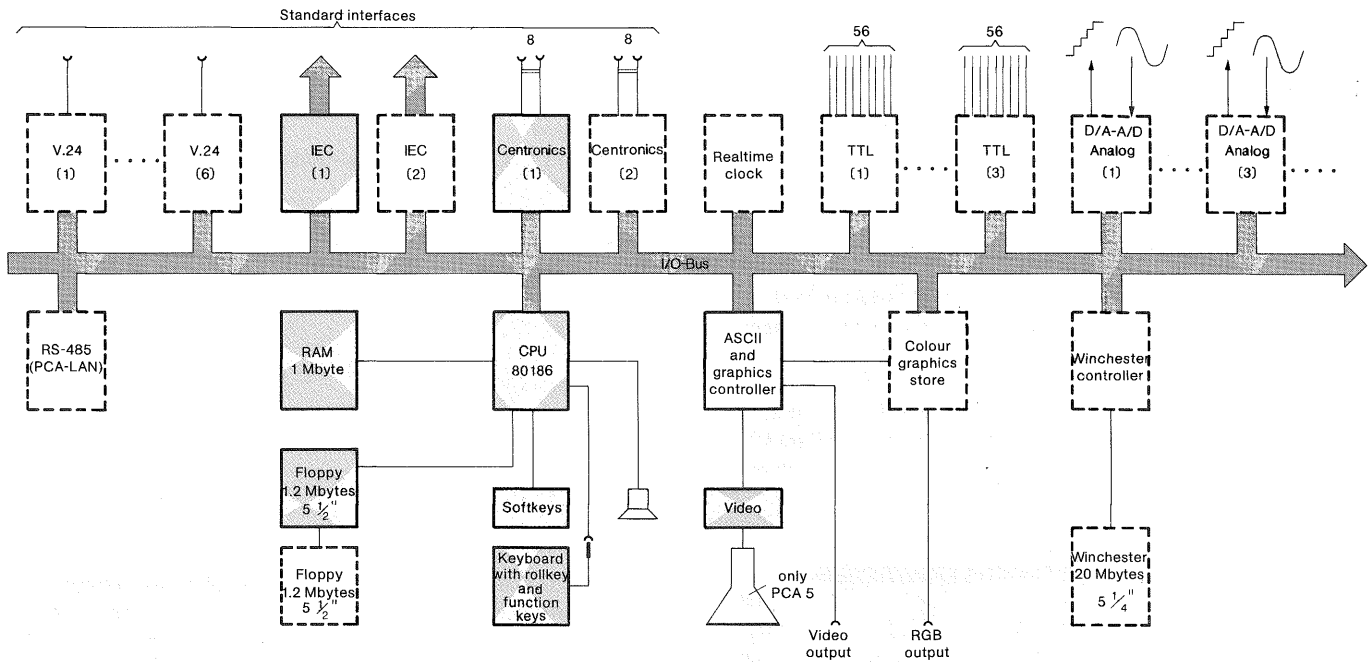 Standard interfaces
8
8
56
56
V.24
(1)
V.24
(6)
IEC
(1)
IEC
(2)
Centronics
(1)
Centronics
(2)
Realtime
clock
TTL
(1)
TTL
(3)
D/A-A/D
Analog
(1)
D/A-A/D
Analog
(3)
I/O-Bus
RS-485
(PCA-LAN)
RAM
1 Mbyte
CPU
80186
ASCII
and
graphics
controller
Colour
graphics
store
Winchester
controller
Floppy
1.2 Mbytes
5 1/2"
Softkeys
Video
Floppy
1.2 Mbytes
5 1/2"
Keyboard
with rollkey
and
function
keys
only
PCA 5
Winchester
20 Mbytes
5 1/4"
Video
output
RGB
output